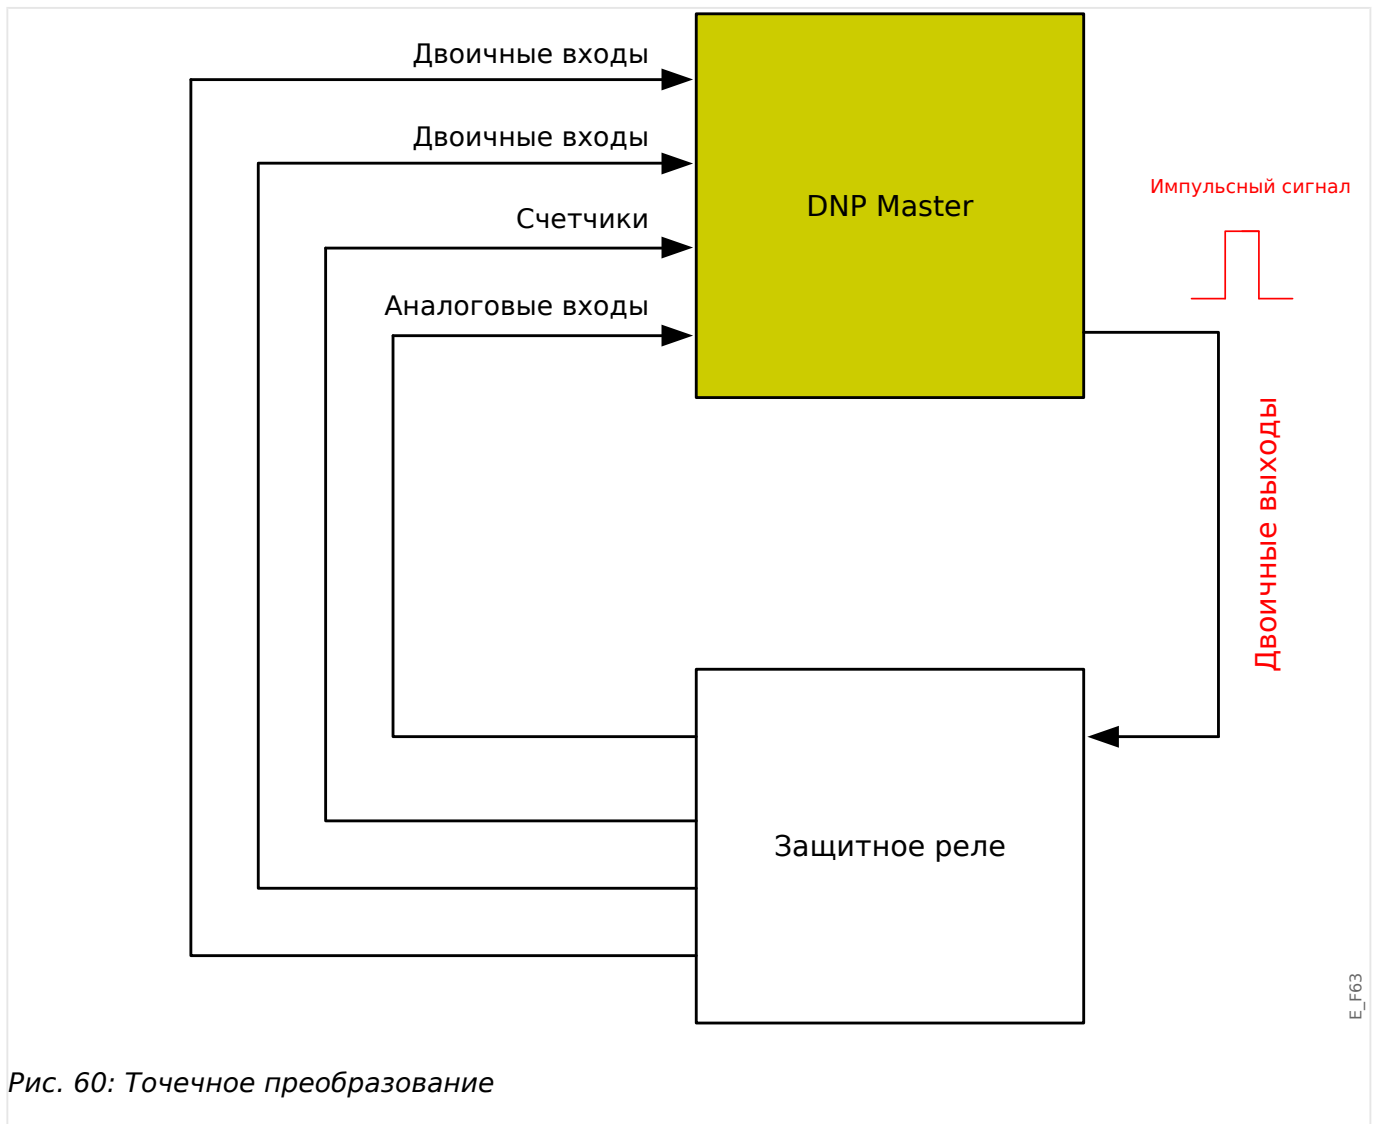 Двоичные входы
Двоичные входы
Счетчики
Аналоговые входы
DNP Master
Импульсный сигнал
Двоичные выходы
Защитное реле
E_F63
Рис. 60: Точечное преобразование